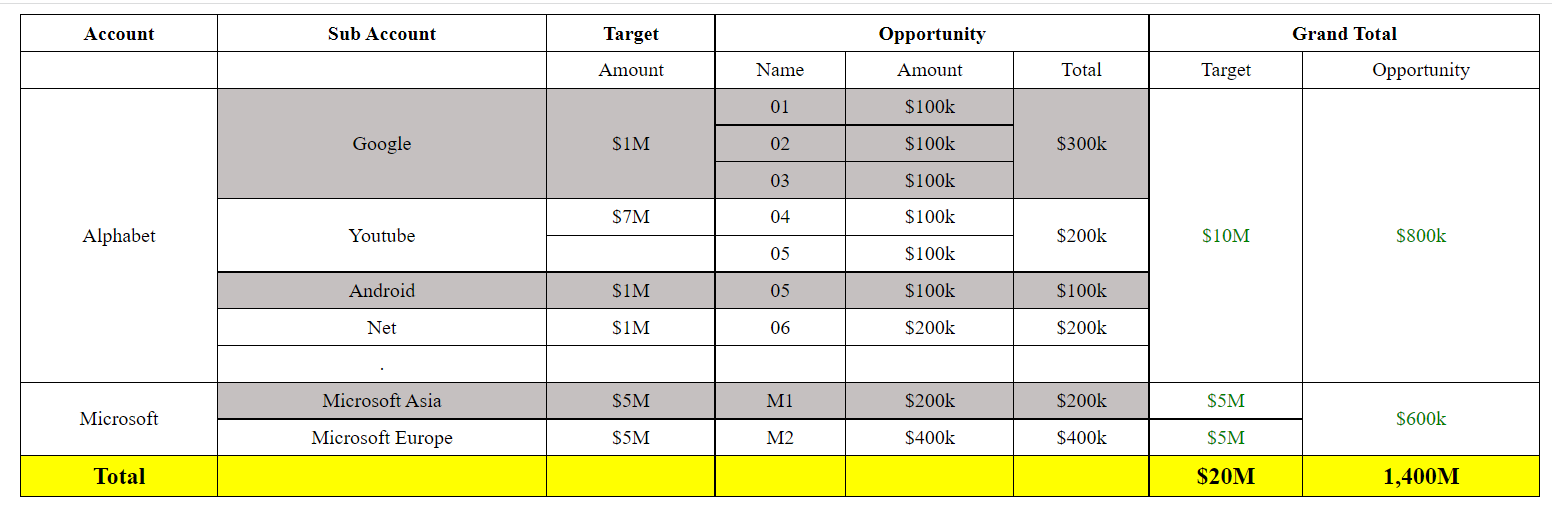 Account Sub Account Target Opportunity Grand Total
Amount Name Amount Total Target Opportunity
01 $100k
Google $1M 02 $100k $300k
03 $100k
$7M 04 $100k
Alphabet Youtube $200k $10M $800k
05 $100k
Android $1M 05 $100k $100k
Net $1M 06 $200k $200k
.
Microsoft Asia $5M M1 $200k $200k $5M
Microsoft $600k
Microsoft Europe $5M M2 $400k $400k $5M
Total $20M 1,400M